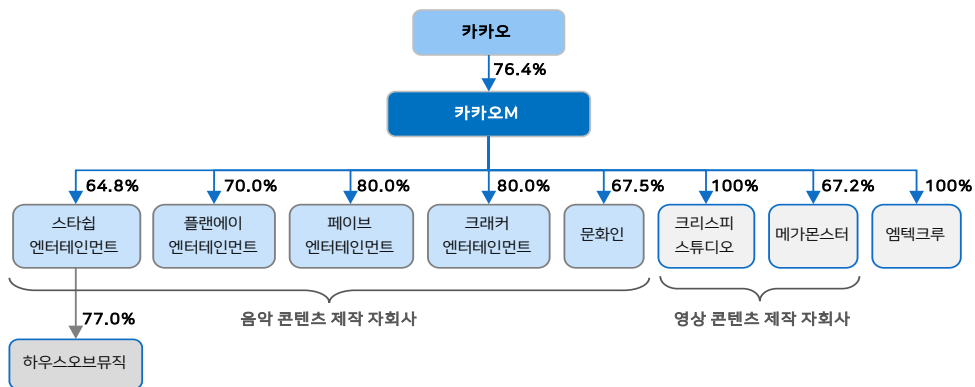 카카오
76.4%
카카오M
64.8%
70.0%
80.0%
80.0%
67.5%
100%
67.2%
100%
스타쉽
엔터테인먼트
플랜에이
엔터테인먼트
페이브
엔터테인먼트
크래커
엔터테인먼트
문화인
크리스피
스튜디오
메가몬스터
엠텍크루
77.0%
음악 콘텐츠 제작 자회사
영상 콘텐츠 제작 자회사
하우스오브뮤직